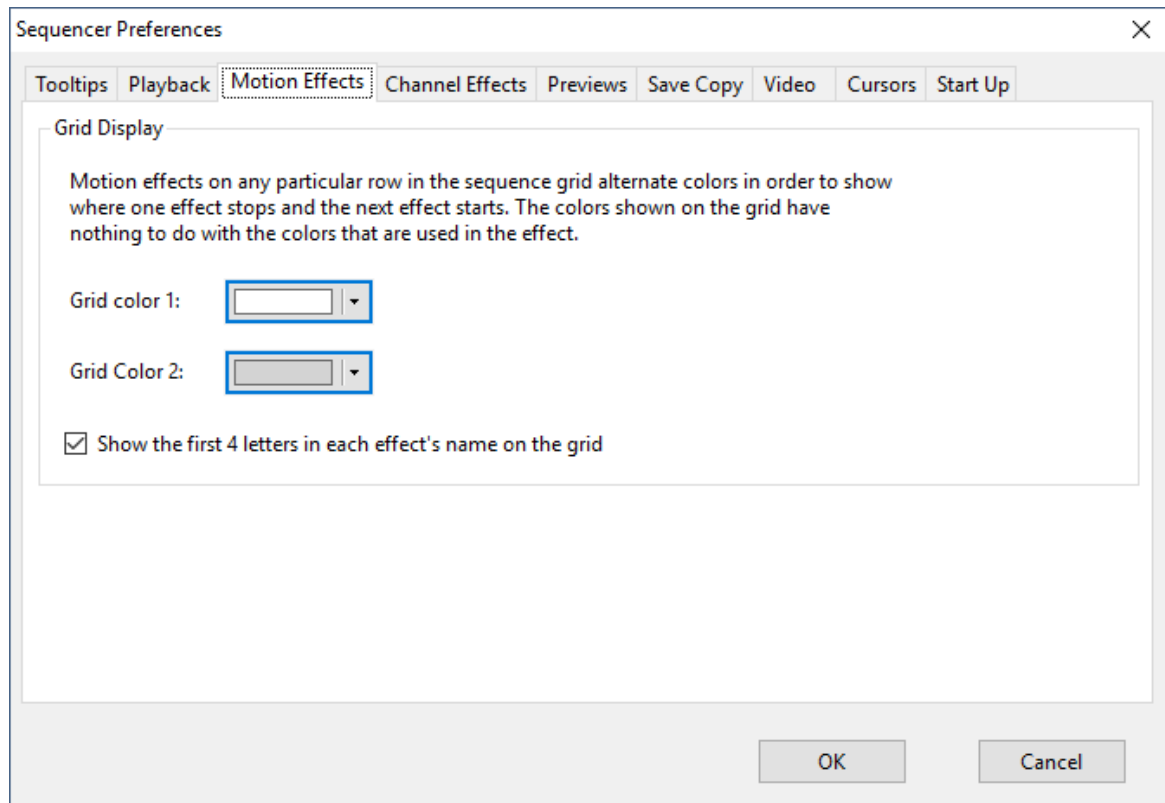 Sequencer Preferences
Tooltips Playback Motion Effects Channel Effects Previews Save Copy Video Cursors Start Up
Grid Display
Motion effects on any particular row in the sequence grid alternate colors in order to show
where one effect stops and the next effect starts. The colors shown on the grid have
nothing to do with the colors that are used in the effect.
Grid color 1:
Grid Color 2:
Show the first 4 letters in each effect's name on the grid
OK Cancel